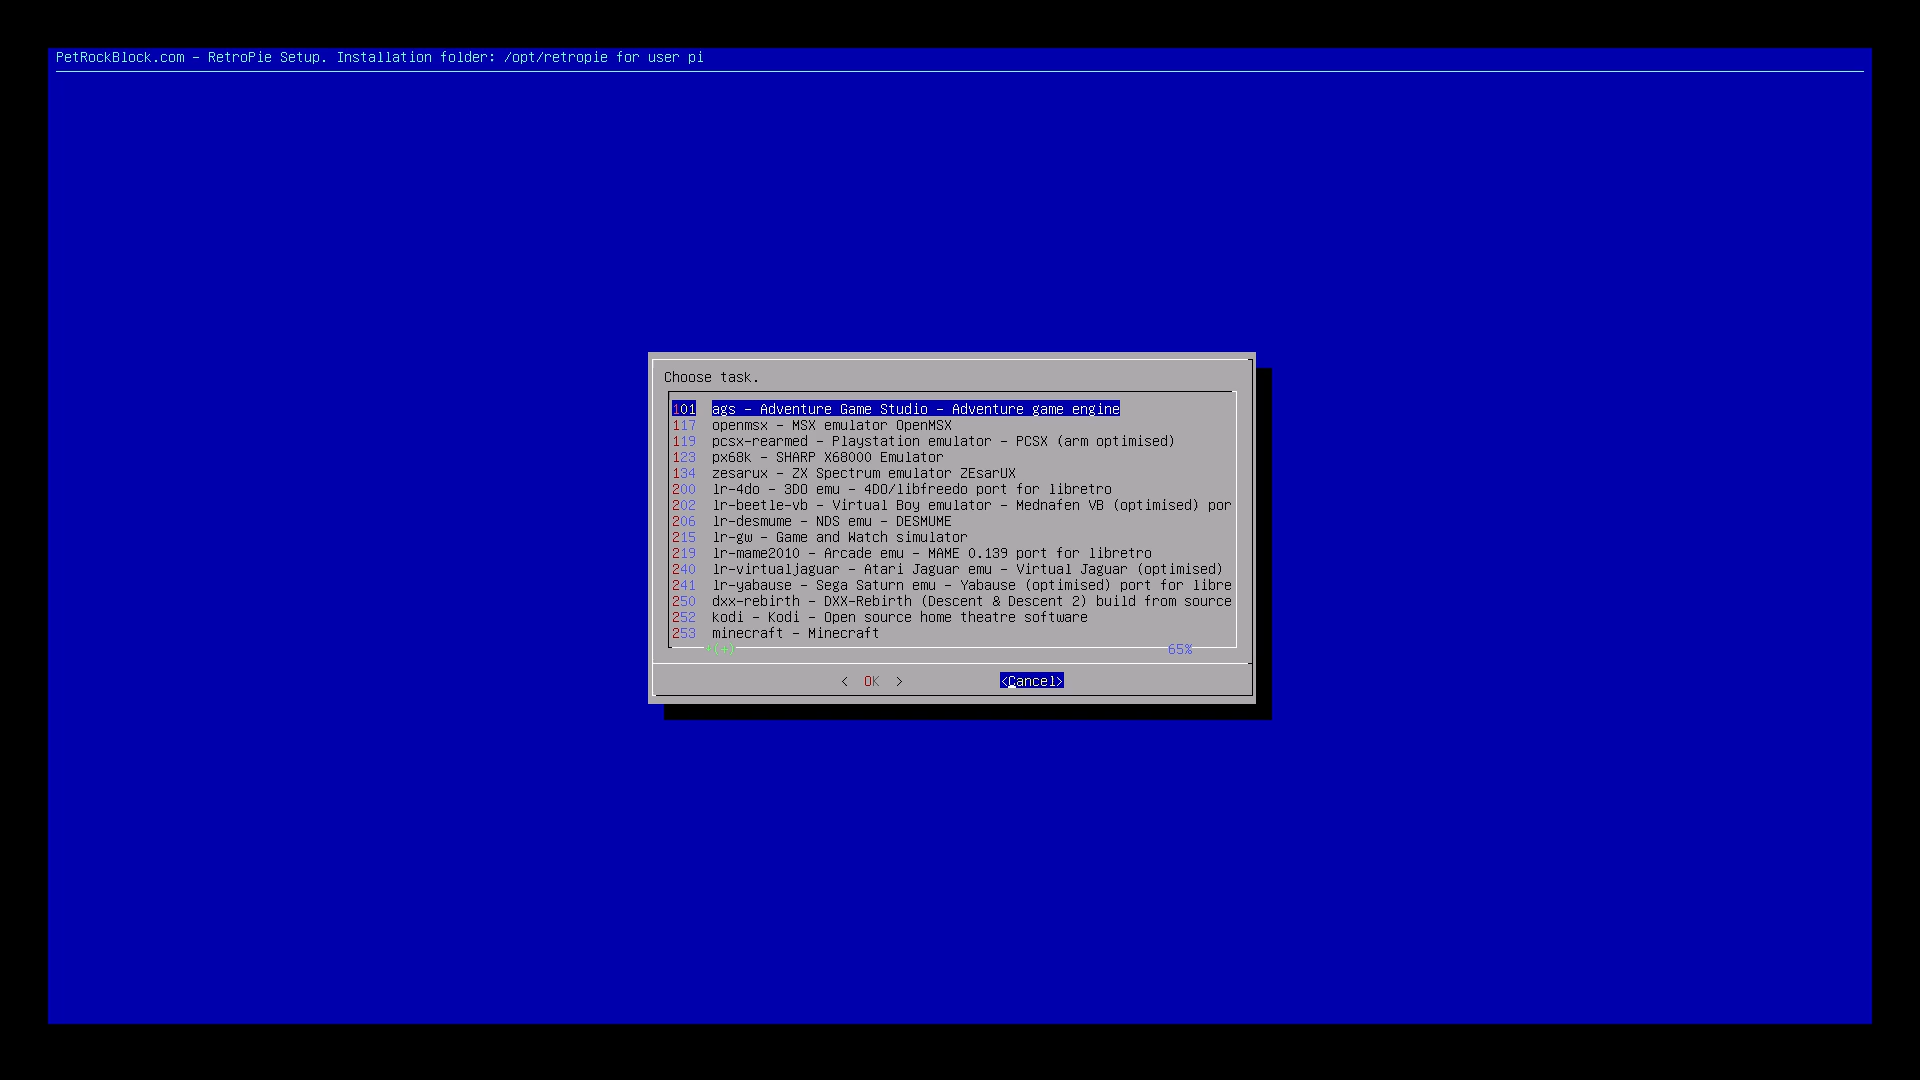 PetRockBlock.com - RetroPie Setup. Installation folder: /opt/retropie for user pi
Choose task.
101 ags - Adventure Game Studio - Adventure game engine
117 openmsx - MSX emulator OpenMSX
119 pcsx-rearmed - Playstation emulator - PCSX (arm optimised)
123 px68k - SHARP X68000 Emulator
134 zesarux - ZX Spectrum emulator ZEsarUX
200 lr-4do - 3DO emu - 4DO/libfreedo port for libretro
202 lr-beetle-vb - Virtual Boy emulator - Mednafen VB (optimised) por
206 lr-desmume - NDS emu - DESMUME
215 lr-gw - Game and Watch simulator
219 lr-mame2010 - Arcade emu - MAME 0.139 port for libretro
240 lr-virtualjaguar - Atari Jaguar emu - Virtual Jaguar (optimised)
241 lr-yabause - Sega Saturn emu - Yabause (optimised) port for libre
250 dxx-rebirth - DXX-Rebirth (Descent & Descent 2) build from source
252 kodi - Kodi - Open source home theatre software
253 minecraft - Minecraft
↓(+) 65%
< OK > <Cancel>